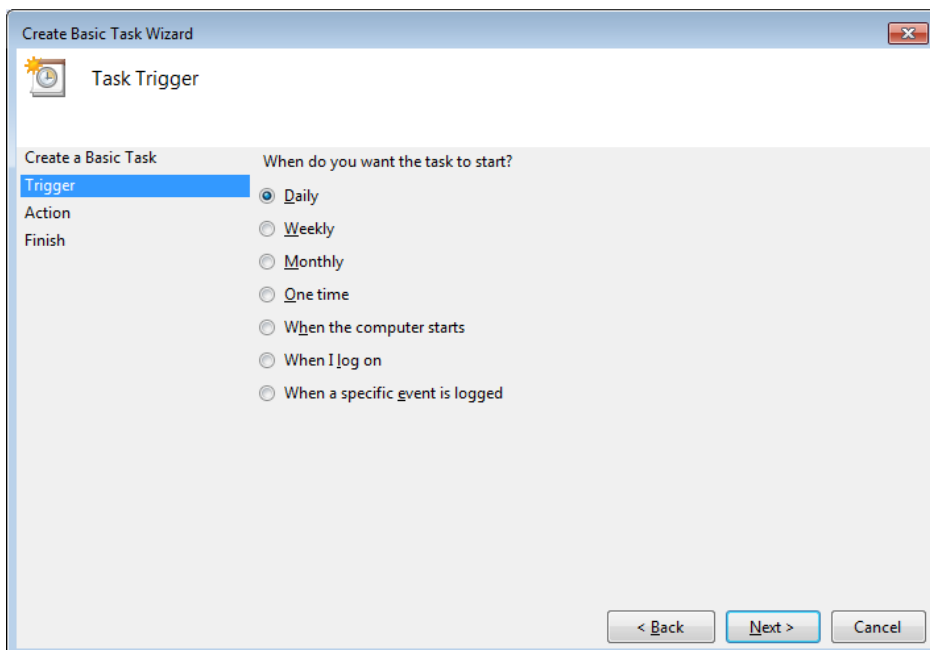 Create Basic Task Wizard
Task Trigger
Create a Basic Task
Trigger
Action
Finish
When do you want the task to start?
Daily
Weekly
Monthly
One time
When the computer starts
When I log on
When a specific event is logged
< Back
Next >
Cancel